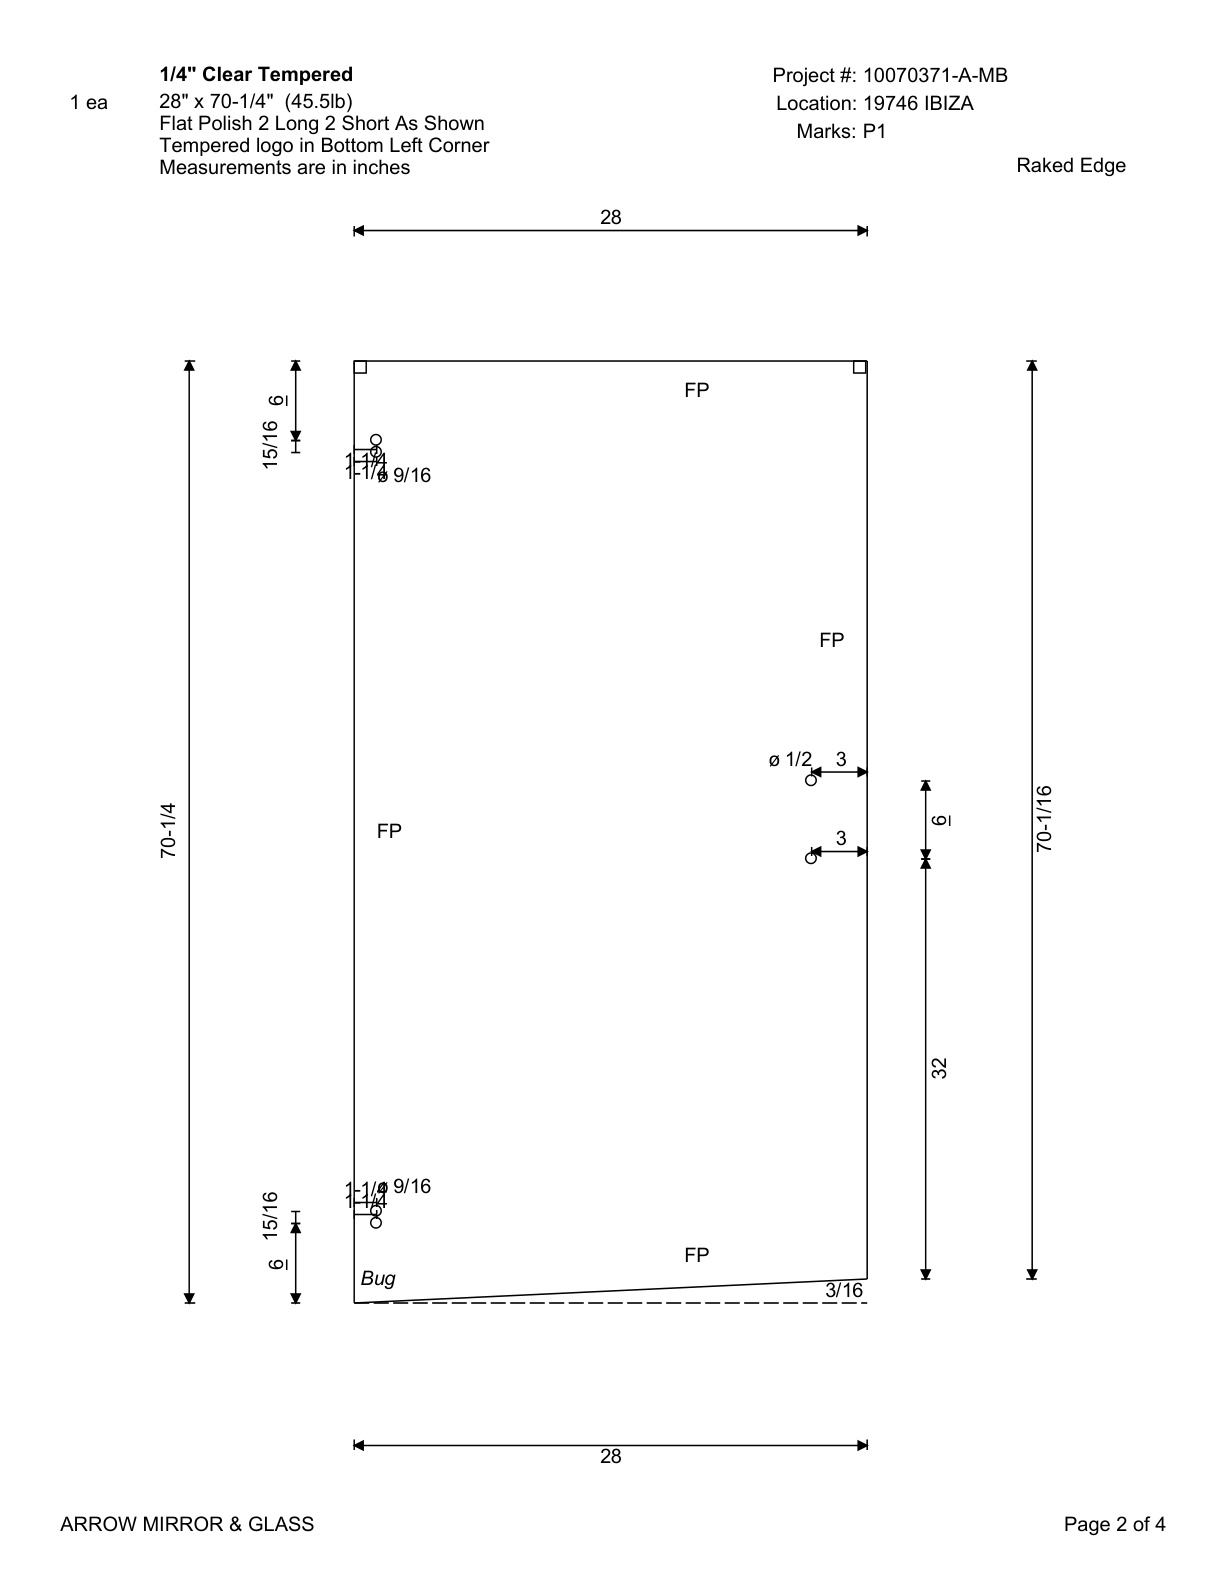 1/4" Clear Tempered
1 ea
28" x 70-1/4" (45.5lb)
Flat Polish 2 Long 2 Short As Shown
Tempered logo in Bottom Left Corner
Measurements are in inches
Project #: 10070371-A-MB
Location: 19746 IBIZA
Marks: P1
Raked Edge
28
6
15/16
FP
1-1/4
1-1/4
ø 9/16
FP
ø 1/2
3
3
6
70-1/4
70-1/16
FP
32
15/16
6
1-1/4
1-1/4
ø 9/16
FP
Bug
3/16
28
ARROW MIRROR & GLASS
Page 2 of 4